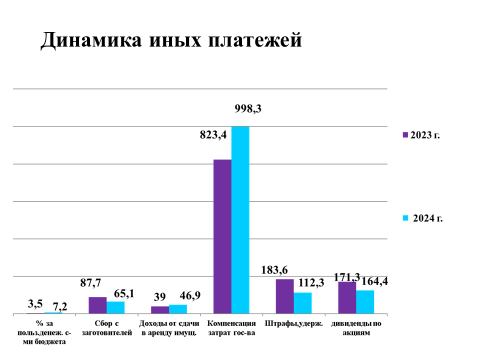 Динамика иных платежей
998,3
823,4
2023 г.
2024 г.
183,6
171,3
164,4
112,3
87,7
65,1
39
46,9
3,5
7,2
% за
польз.денеж. с-
ми бюджета
Сбор с
заготовителей
Доходы от сдачи
в аренду имущ.
Компенсация
затрат гос-ва
Штрафы,удерж.
дивиденды по
акциям